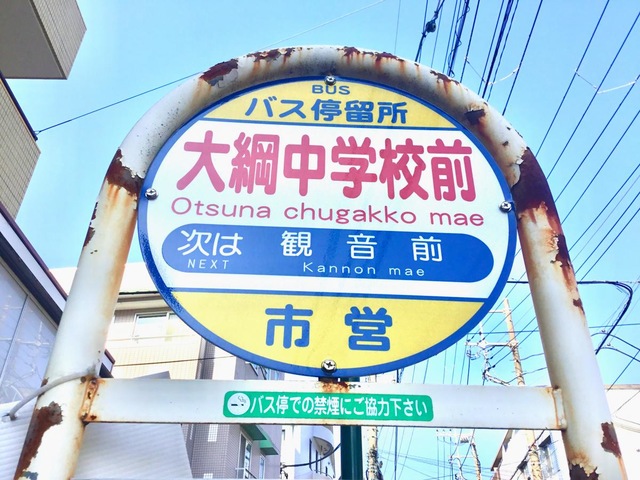 BUS
バス停留所
大綱中学校前
Otsuna chugakko mae
次は 観音前
NEXT Kannon mae
市営
バス停での禁煙にご協力下さい